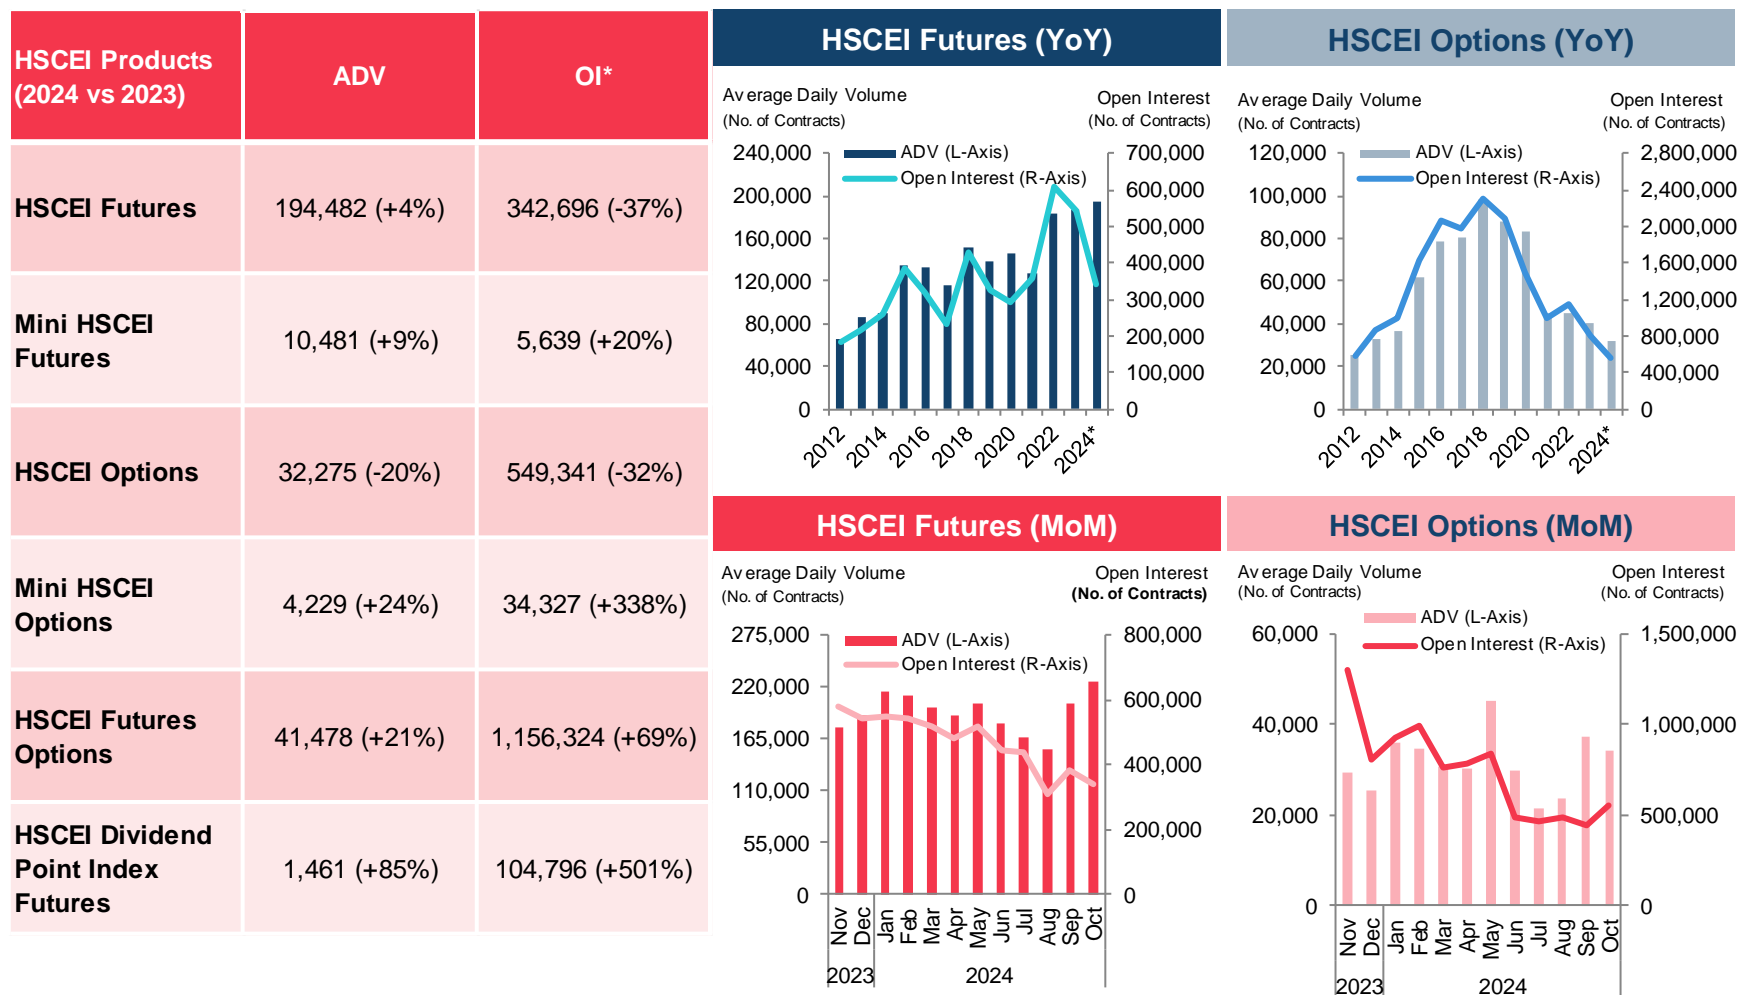 HSCEI Products
(2024 vs 2023)
ADV
OI*
HSCEI Futures
194,482 (+4%)
342,696 (-37%)
Mini HSCEI
Futures
10,481 (+9%)
5,639 (+20%)
HSCEI Options
32,275 (-20%)
549,341 (-32%)
Mini HSCEI
Options
4,229 (+24%)
34,327 (+338%)
HSCEI Futures
Options
41,478 (+21%)
1,156,324 (+69%)
HSCEI Dividend
Point Index
Futures
1,461 (+85%)
104,796 (+501%)
HSCEI Futures (YoY)
Average Daily Volume
(No. of Contracts)
Open Interest
(No. of Contracts)
ADV (L-Axis)
Open Interest (R-Axis)
240,000
200,000
160,000
120,000
80,000
40,000
0
700,000
600,000
500,000
400,000
300,000
200,000
100,000
0
2012
2014
2016
2018
2020
2022
2024*
HSCEI Options (YoY)
Average Daily Volume
(No. of Contracts)
Open Interest
(No. of Contracts)
ADV (L-Axis)
Open Interest (R-Axis)
120,000
100,000
80,000
60,000
40,000
20,000
0
2,800,000
2,400,000
2,000,000
1,600,000
1,200,000
800,000
400,000
0
2012
2014
2016
2018
2020
2022
2024*
HSCEI Futures (MoM)
Average Daily Volume
(No. of Contracts)
Open Interest
(No. of Contracts)
ADV (L-Axis)
Open Interest (R-Axis)
275,000
220,000
165,000
110,000
55,000
0
800,000
600,000
400,000
200,000
0
Nov
Dec
Jan
Feb
Mar
Apr
May
Jun
Jul
Aug
Sep
Oct
2023
2024
HSCEI Options (MoM)
Average Daily Volume
(No. of Contracts)
Open Interest
(No. of Contracts)
ADV (L-Axis)
Open Interest (R-Axis)
60,000
40,000
20,000
0
1,500,000
1,000,000
500,000
0
Nov
Dec
Jan
Feb
Mar
Apr
May
Jun
Jul
Aug
Sep
Oct
2023
2024